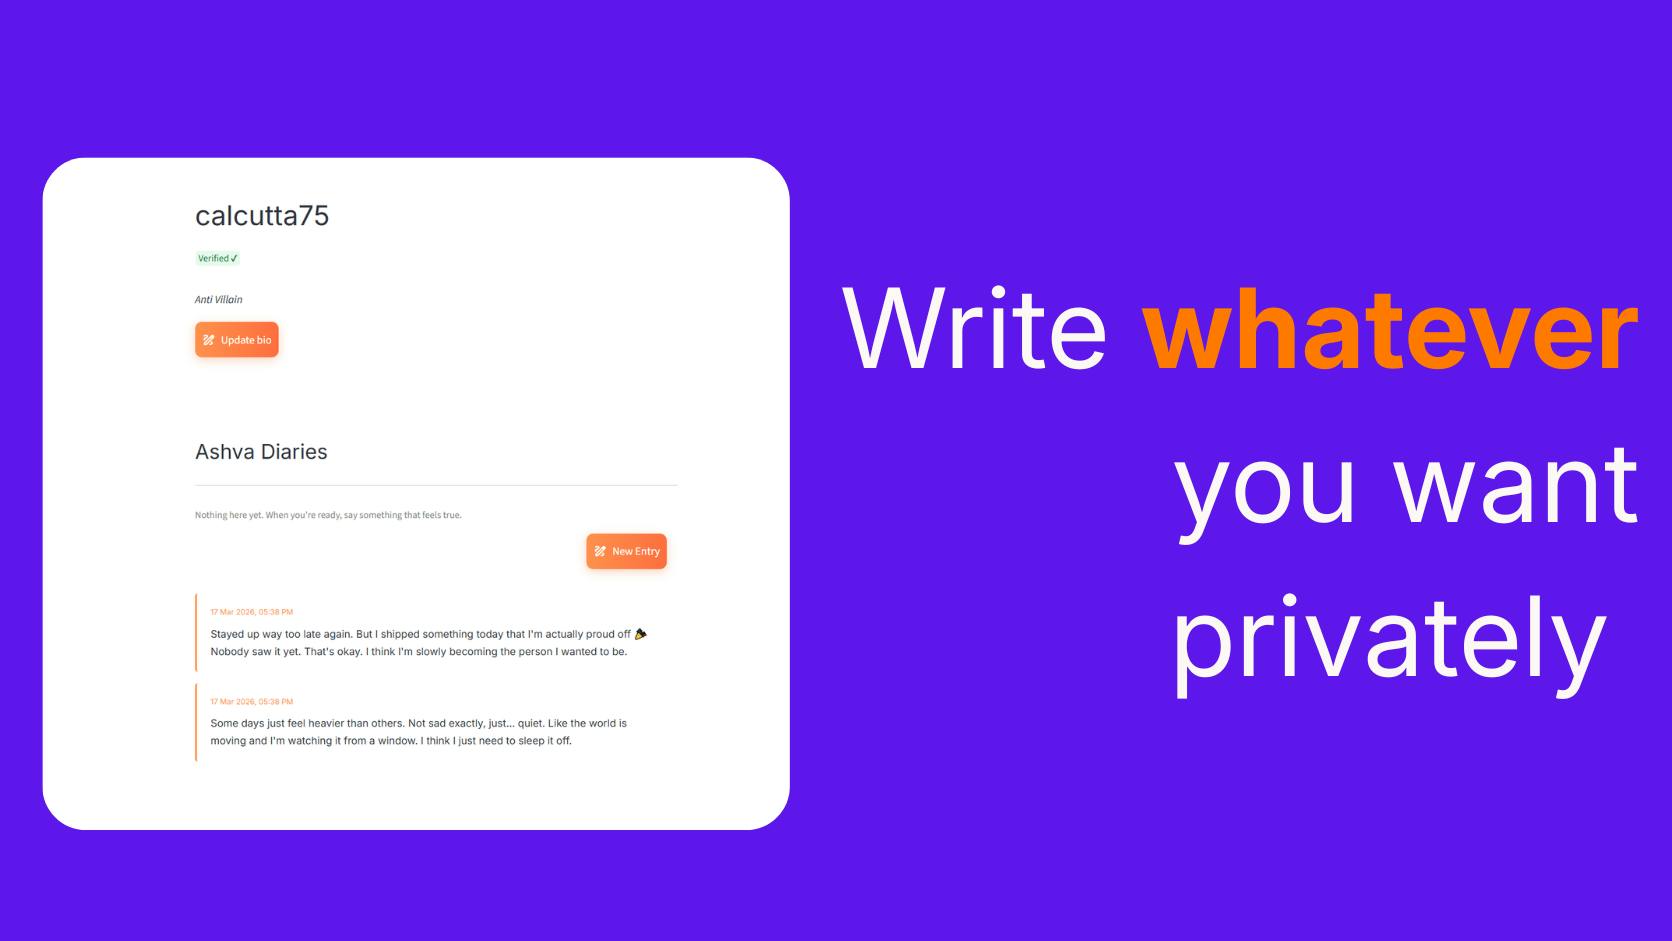 calcutta75
Verified ✓
Anti Villain
Update bio
Ashva Diaries
Nothing here yet. When you're ready, say something that feels true.
New Entry
17 Mar 2026, 05:38 PM
Stayed up way too late again. But I shipped something today that I'm actually proud off 🎉
Nobody saw it yet. That's okay. I think I'm slowly becoming the person I wanted to be.
17 Mar 2026, 05:38 PM
Some days just feel heavier than others. Not sad exactly, just... quiet. Like the world is
moving and I'm watching it from a window. I think I just need to sleep it off.
Write whatever
you want
privately